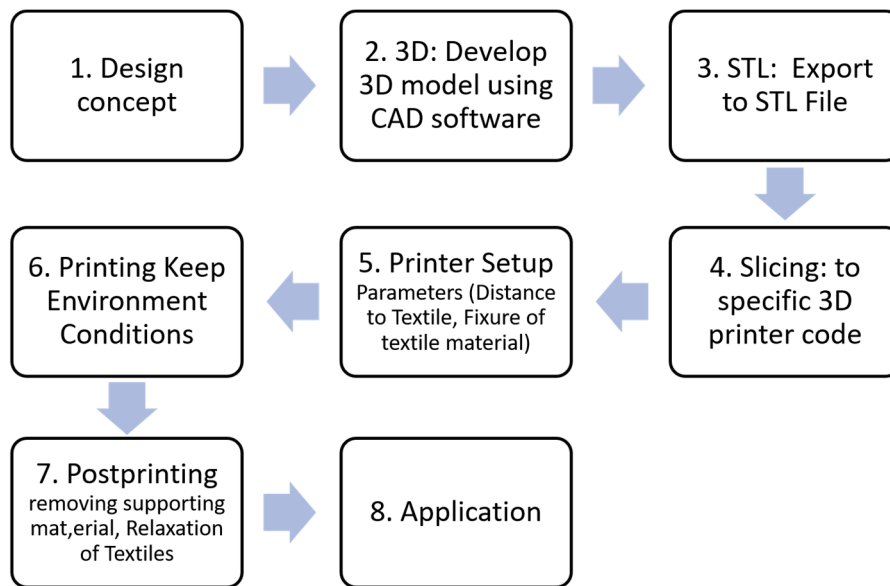 1. Design
concept
2. 3D: Develop
3D model using
CAD software
3. STL:  Export
to STL File
4. Slicing: to
specific 3D
printer code
5. Printer Setup
Parameters (Distance
to Textile, Fixure of
textile material)
6. Printing Keep
Environment
Conditions
7. Postprinting
removing supporting
mat,erial, Relaxation
of Textiles
8. Application